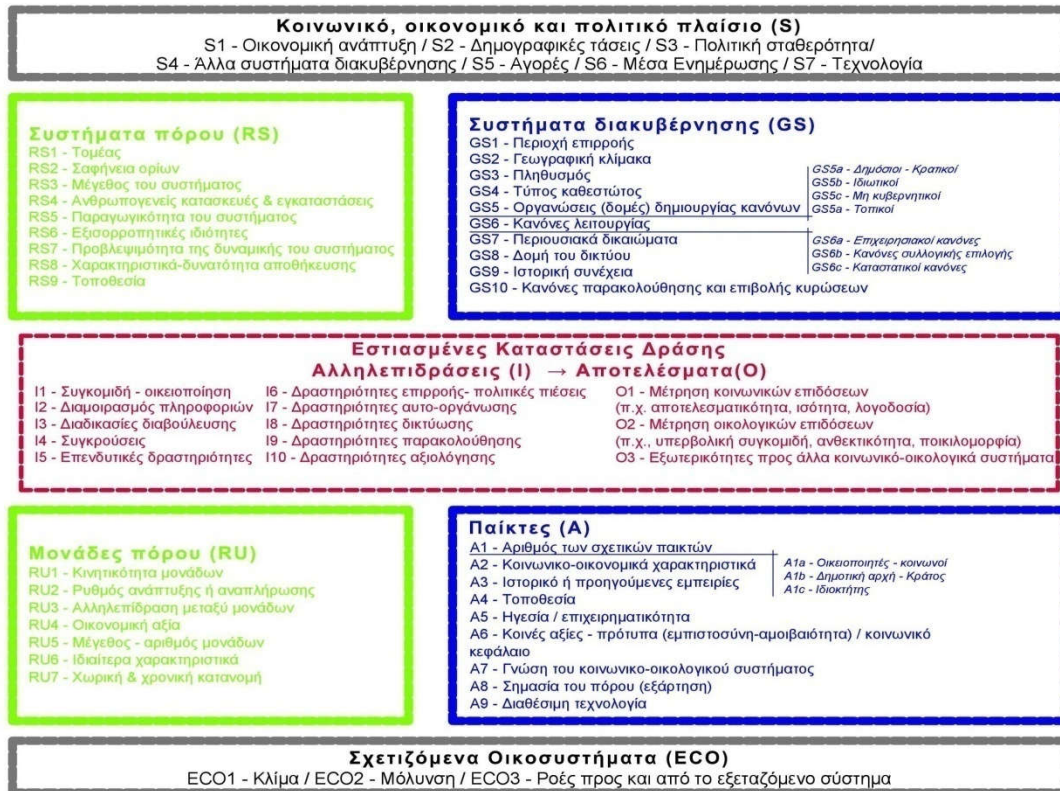 Κοινωνικό, οικονομικό και πολιτικό πλαίσιο (S)
S1 - Οικονομική ανάπτυξη / S2 - Δημογραφικές τάσεις / S3 - Πολιτική σταθερότητα/
S4 - Άλλα συστήματα διακυβέρνησης / S5 - Αγορές / S6 - Μέσα Ενημέρωσης / S7 - Τεχνολογία
Συστήματα πόρου (RS)
RS1 - Τομέας
RS2 - Σαφήνεια ορίων
RS3 - Μέγεθος του συστήματος
RS4 - Ανθρωπογενείς κατασκευές & εγκαταστάσεις
RS5 - Παραγωγικότητα του συστήματος
RS6 - Εξισορροπητικές ιδιότητες
RS7 - Προβλεψιμότητα της δυναμικής του συστήματος
RS8 - Χαρακτηριστικά-δυνατότητα αποθήκευσης
RS9 - Τοποθεσία
Συστήματα διακυβέρνησης (GS)
GS1 - Περιοχή επιρροής
GS2 - Γεωγραφική κλίμακα
GS3 - Πληθυσμός
GS4 - Τύπος καθεστώτος
GS5 - Οργανώσεις (δομές) δημιουργίας κανόνων
GS6 - Κανόνες λειτουργίας
GS7 - Περιουσιακά δικαιώματα
GS8 - Δομή του δικτύου
GS9 - Ιστορική συνέχεια
GS10 - Κανόνες παρακολούθησης και επιβολής κυρώσεων
GS5a - Δημόσιοι - Κρατικοί
GS5b - Ιδιωτικοί
GS5c - Μη κυβερνητικοί
GS5a - Τοπικοί
GS6a - Επιχειρησιακοί κανόνες
GS6b - Κανόνες συλλογικής επιλογής
GS6c - Καταστατικοί κανόνες
Εστιασμένες Καταστάσεις Δράσης
Αλληλεπιδράσεις (I) → Αποτελέσματα(O)
I1 - Συγκομιδή - οικειοποίηση
I2 - Διαμοιρασμός πληροφοριών
I3 - Διαδικασίες διαβούλευσης
I4 - Συγκρούσεις
I5 - Επενδυτικές δραστηριότητες
I6 - Δραστηριότητες επιρροής- πολιτικές πιέσεις
I7 - Δραστηριότητες αυτο-οργάνωσης
I8 - Δραστηριότητες δικτύωσης
I9 - Δραστηριότητες παρακολούθησης
I10 - Δραστηριότητες αξιολόγησης
O1 - Μέτρηση κοινωνικών επιδόσεων
(π.χ. αποτελεσματικότητα, ισότητα, λογοδοσία)
O2 - Μέτρηση οικολογικών επιδόσεων
(π.χ., υπερβολική συγκομιδή, ανθεκτικότητα, ποικιλομορφία)
O3 - Εξωτερικότητες προς άλλα κοινωνικό-οικολογικά συστήματα
Μονάδες πόρου (RU)
RU1 - Κινητικότητα μονάδων
RU2 - Ρυθμός ανάπτυξης ή αναπλήρωσης
RU3 - Αλληλεπίδραση μεταξύ μονάδων
RU4 - Οικονομική αξία
RU5 - Μέγεθος - αριθμός μονάδων
RU6 - Ιδιαίτερα χαρακτηριστικά
RU7 - Χωρική & χρονική κατανομή
Παίκτες (A)
A1 - Αριθμός των σχετικών παικτών
A2 - Κοινωνικο-οικονομικά χαρακτηριστικά
A3 - Ιστορικό ή προηγούμενες εμπειρίες
A4 - Τοποθεσία
A5 - Ηγεσία / επιχειρηματικότητα
A6 - Κοινές αξίες - πρότυπα (εμπιστοσύνη-αμοιβαιότητα) / κοινωνικό
κεφάλαιο
A7 - Γνώση του κοινωνικο-οικολογικού συστήματος
A8 - Σημασία του πόρου (εξάρτηση)
A9 - Διαθέσιμη τεχνολογία
A1a - Οικειοποιητές - κοινωνοί
A1b - Δημοτική αρχή - Κράτος
A1c - Ιδιοκτήτης
Σχετιζόμενα Οικοσυστήματα (ECO)
ECO1 - Κλίμα / ECO2 - Μόλυνση / ECO3 - Ροές προς και από το εξεταζόμενο σύστημα